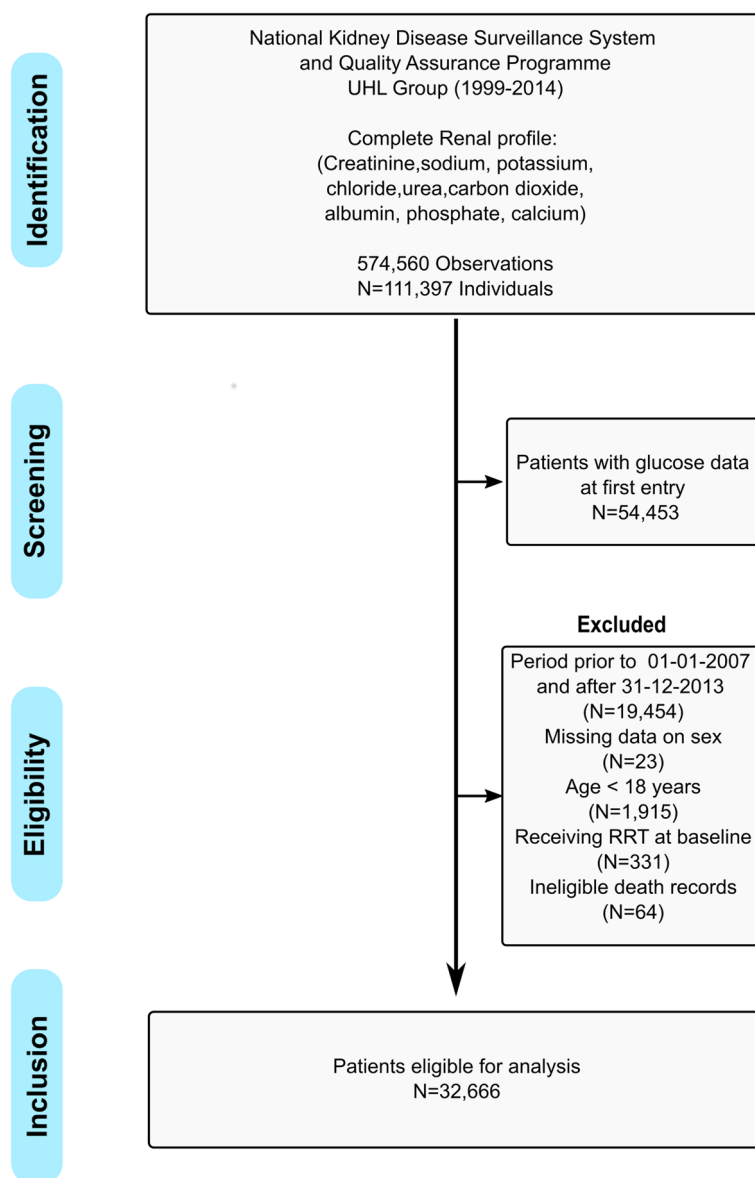 Identification
National Kidney Disease Surveillance System
and Quality Assurance Programme
UHL Group (1999-2014)
Complete Renal profile:
(Creatinine,sodium, potassium,
chloride,urea,carbon dioxide,
albumin, phosphate, calcium)
574,560 Observations
N=111,397 Individuals
Screening
Patients with glucose data
at first entry
N=54,453
Eligibility
Excluded
Period prior to  01-01-2007
and after 31-12-2013
(N=19,454)
Missing data on sex
(N=23)
Age < 18 years
(N=1,915)
Receiving RRT at baseline
(N=331)
Ineligible death records
(N=64)
Inclusion
Patients eligible for analysis
N=32,666